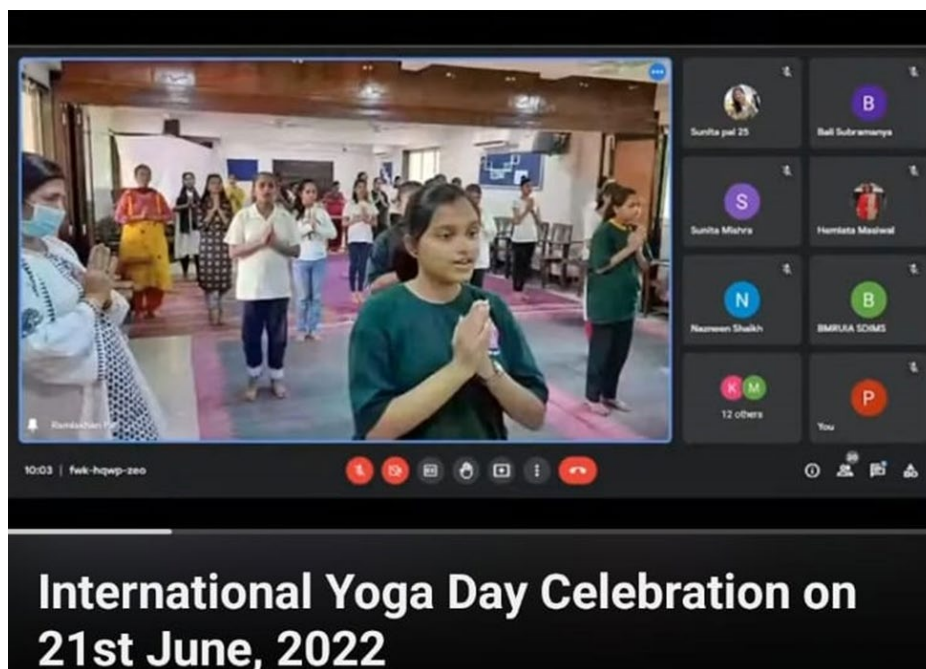 Sunita pal 25
B
Bali Subramanya
S
Sunita Mishra
Hemlata Masiwal
N
Nazneen Shaikh
B
BMRUIA SDIMS
K M
12 others
P
You
10:03 | fwk-hqwp-zeo
20
International Yoga Day Celebration on
21st June, 2022